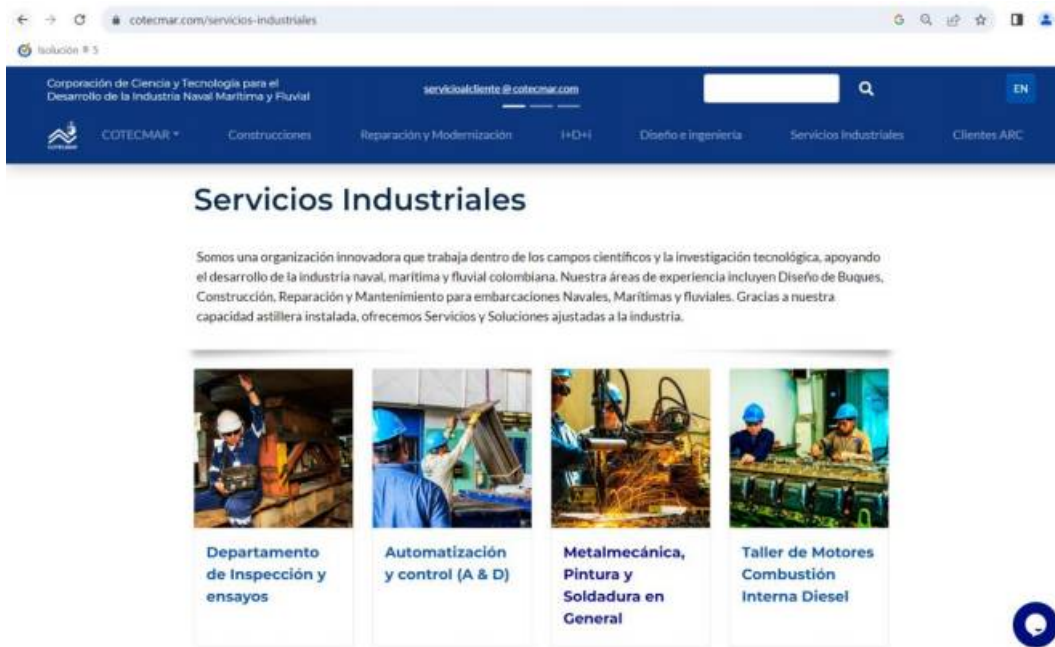 cotecmar.com/servicios-industriales
Isolución ® 5
Corporación de Ciencia y Tecnología para el
Desarrollo de la Industria Naval Marítima y Fluvial
servicioalcliente@cotecmar.com
EN
COTECMAR
COTECMAR
Construcciones
Reparación y Modernización
I+D+i
Diseño e ingeniería
Servicios Industriales
Clientes ARC
Servicios Industriales
Somos una organización innovadora que trabaja dentro de los campos científicos y la investigación tecnológica, apoyando
el desarrollo de la industria naval, marítima y fluvial colombiana. Nuestra áreas de experiencia incluyen Diseño de Buques,
Construcción, Reparación y Mantenimiento para embarcaciones Navales, Marítimas y fluviales. Gracias a nuestra
capacidad astillera instalada, ofrecemos Servicios y Soluciones ajustadas a la industria.
Departamento
de Inspección y
ensayos
Automatización
y control (A & D)
Metalmecánica,
Pintura y
Soldadura en
General
Taller de Motores
Combustión
Interna Diesel